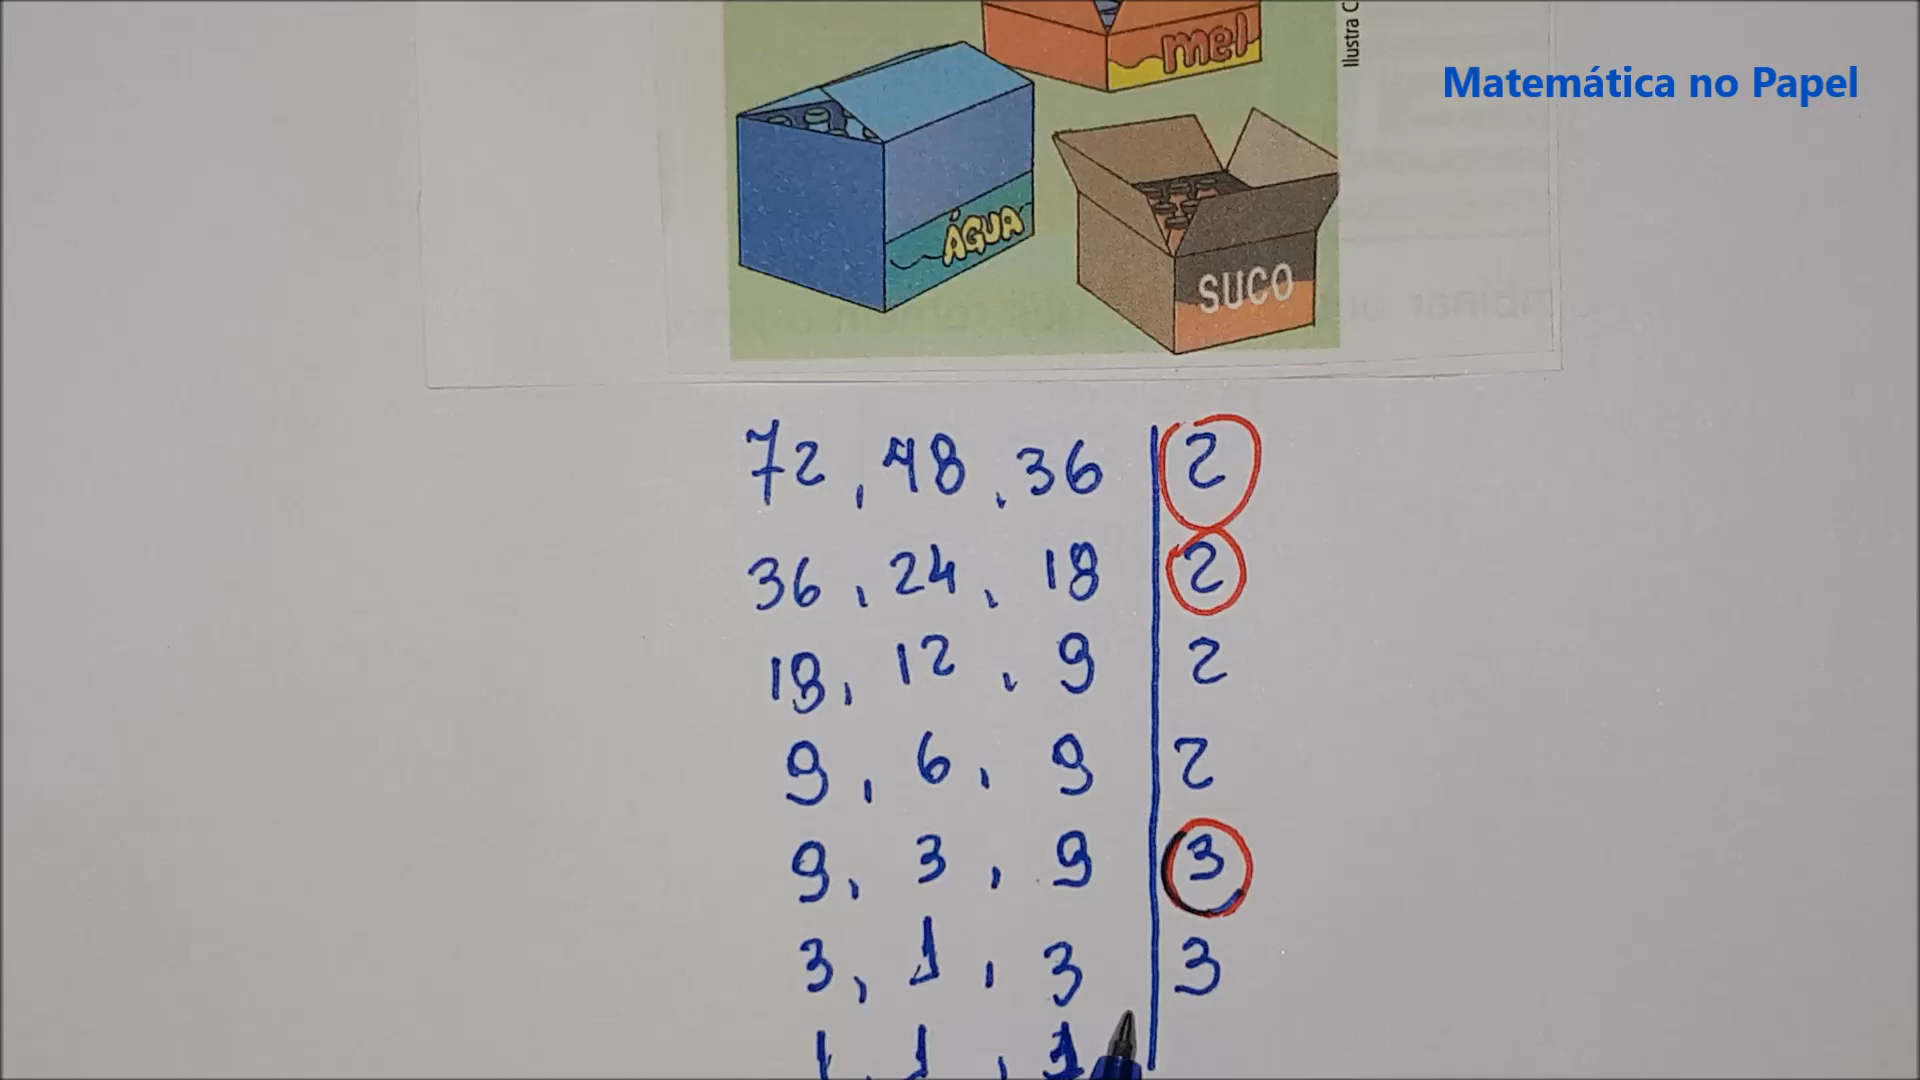 mel
Ilustra C
Matemática no Papel
ÁGUA
SUCO
72, 48, 36 | 2
36, 24, 18 | 2
18, 12, 9 | 2
9, 6, 9 | 2
9, 3, 9 | 3
3, 1, 3 | 3
1, 1, 1